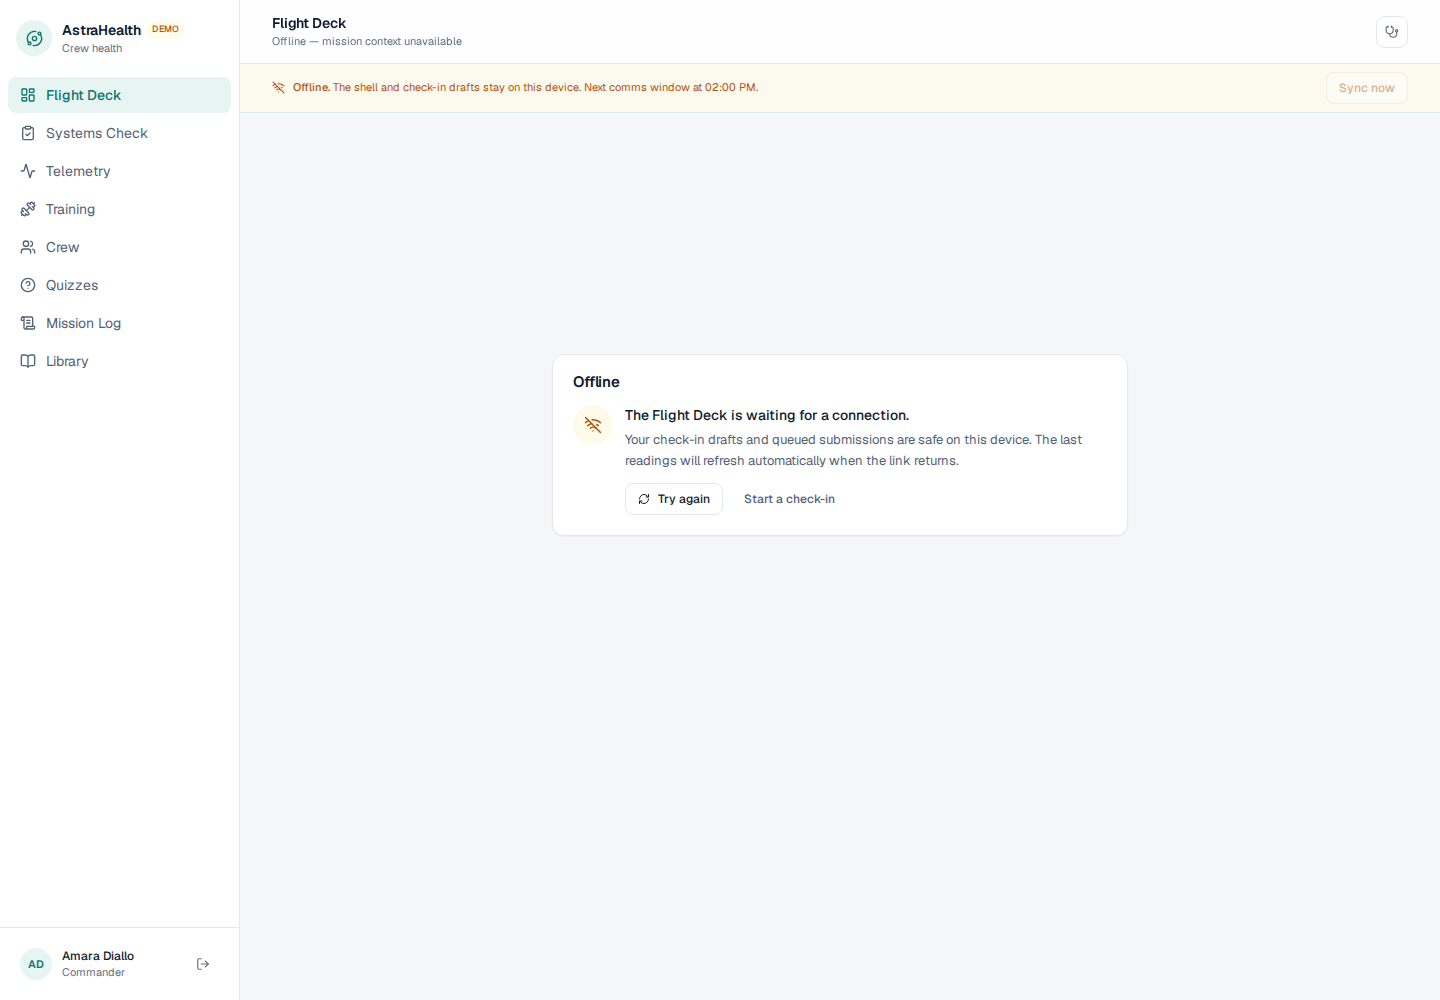 AstraHealth DEMO
Crew health
Flight Deck
Systems Check
Telemetry
Training
Crew
Quizzes
Mission Log
Library
AD
Amara Diallo
Commander
Flight Deck
Offline — mission context unavailable
Offline. The shell and check-in drafts stay on this device. Next comms window at 02:00 PM.
Sync now
Offline
The Flight Deck is waiting for a connection.
Your check-in drafts and queued submissions are safe on this device. The last
readings will refresh automatically when the link returns.
Try again
Start a check-in